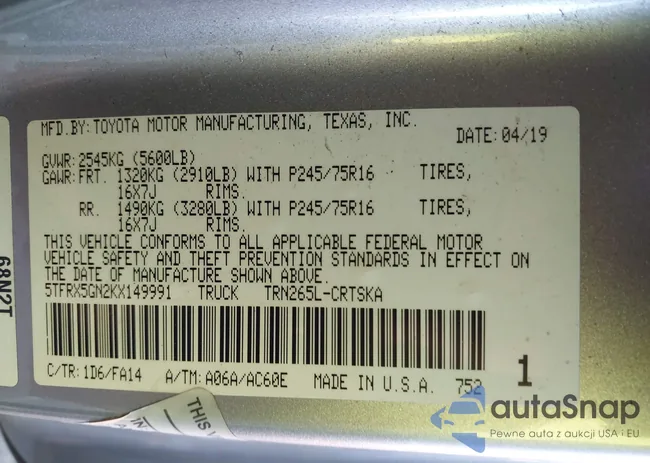 MFD.BY: TOYOTA MOTOR MANUFACTURING, TEXAS, INC.
DATE: 04/19
GVWR: 2545KG (5600LB)
GAWR: FRT. 1320KG (2910LB) WITH P245/75R16 TIRES,
16X7J RIMS.
RR. 1490KG (3280LB) WITH P245/75R16 TIRES,
16X7J RIMS.
THIS VEHICLE CONFORMS TO ALL APPLICABLE FEDERAL MOTOR
VEHICLE SAFETY AND THEFT PREVENTION STANDARDS IN EFFECT ON
THE DATE OF MANUFACTURE SHOWN ABOVE.
5TFRX5GN2KX149991 TRUCK TRN265L-CRTSKA
C/TR: 1D6/FA14 A/TM: A06A/AC60E MADE IN U.S.A. 752 1
68N2T
THIS
autaSnap
Pewne auta z aukcji USA i EU